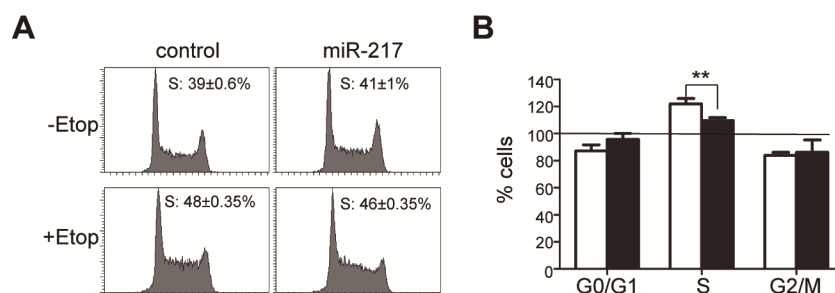 A
control miR-217
-Etop
S: 39±0.6%
S: 41±1%
+Etop
S: 48±0.35%
S: 46±0.35%
B
% cells
140
120
100
80
60
40
20
0
**
G0/G1 S G2/M